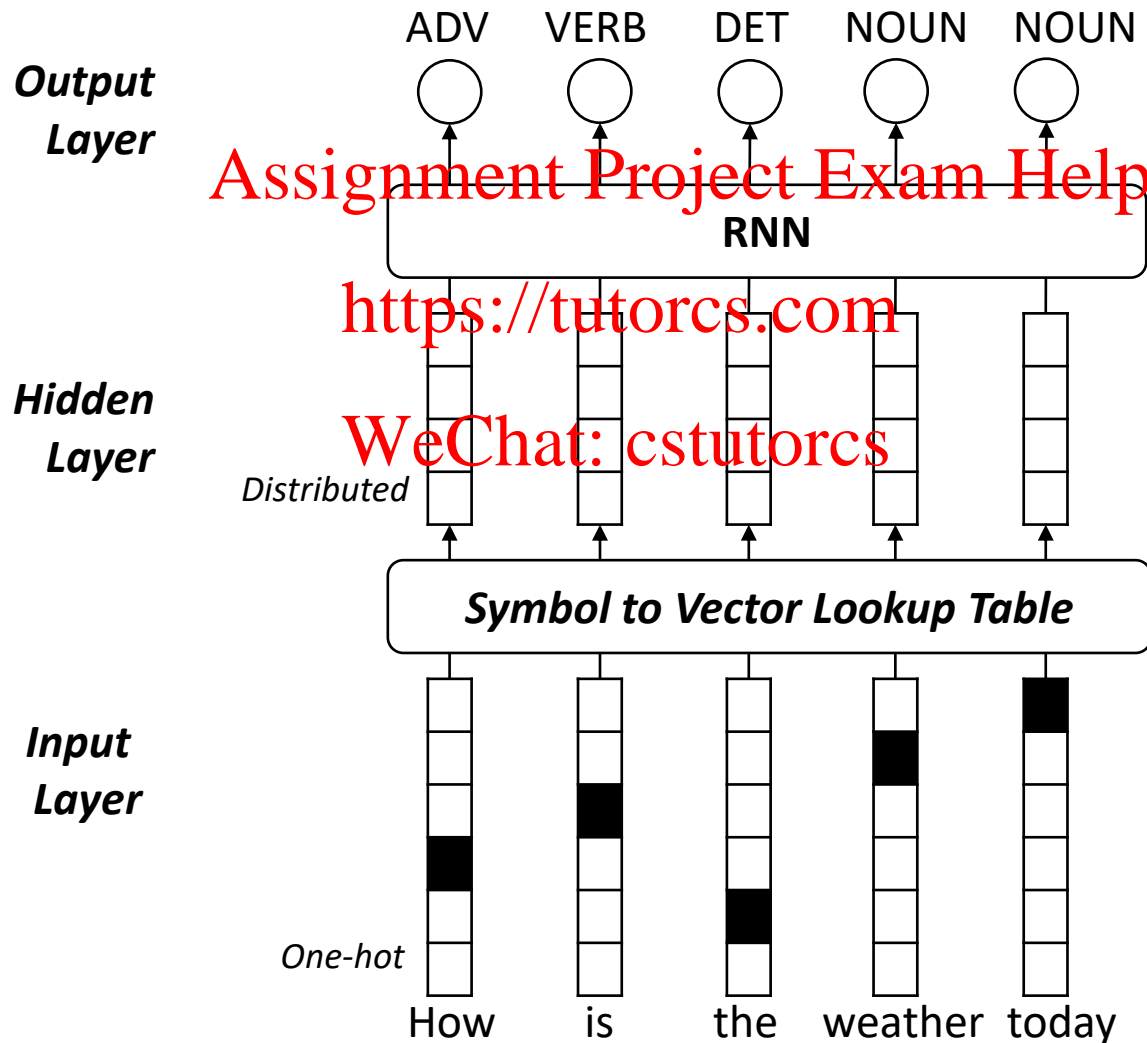 ADV VERB DET NOUN NOUN
Output
Layer
Assignment Project Exam Help
RNN
https://tutorcs.com
Hidden
Layer
WeChat: cstutorcs
Distributed
Symbol to Vector Lookup Table
Input
Layer
One-hot
How is the weather today